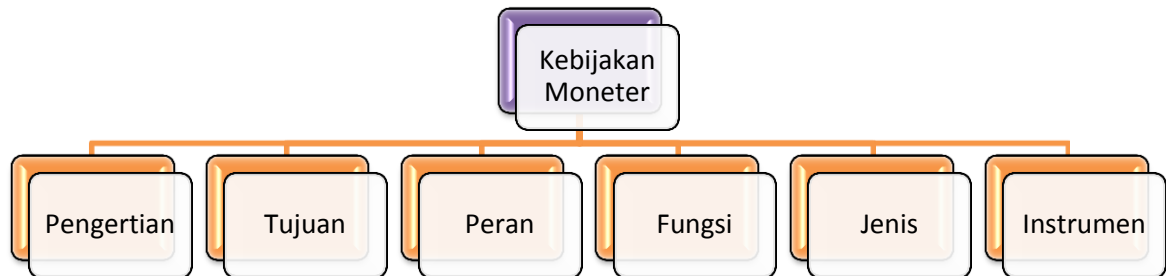 Kebijakan
Moneter
Pengertian
Tujuan
Peran
Fungsi
Jenis
Instrumen